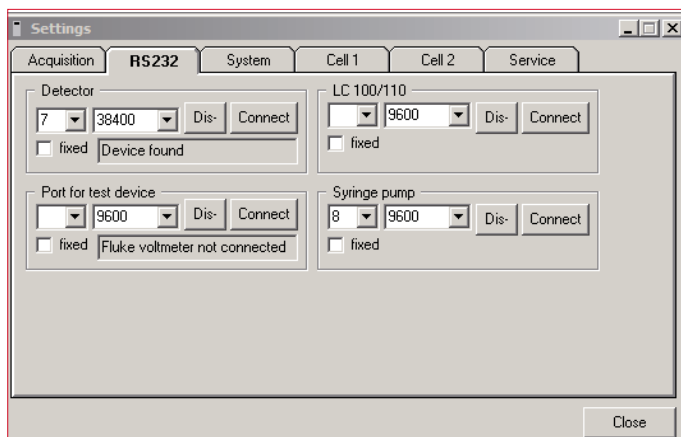 Settings
Acquisition RS232 System Cell 1 Cell 2 Service
Detector
7 38400 Dis- Connect
fixed Device found
LC 100/110
9600 Dis- Connect
fixed
Port for test device
9600 Dis- Connect
fixed Fluke voltmeter not connected
Syringe pump
8 9600 Dis- Connect
fixed
Close